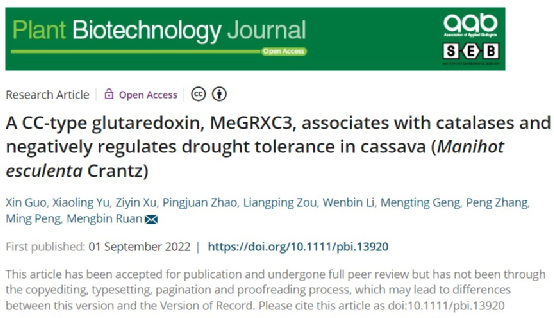 Plant Biotechnology Journal
Open Access
aab
Association of Applied Biologists
SEB
Research Article | Open Access
A CC-type glutaredoxin, MeGRXC3, associates with catalases and
negatively regulates drought tolerance in cassava (Manihot
esculenta Crantz)
Xin Guo, Xiaoling Yu, Ziyin Xu, Pingjuan Zhao, Liangping Zou, Wenbin Li, Mengting Geng, Peng Zhang,
Ming Peng, Mengbin Ruan
First published: 01 September 2022 | https://doi.org/10.1111/pbi.13920
This article has been accepted for publication and undergone full peer review but has not been through
the copyediting, typesetting, pagination and proofreading process, which may lead to differences
between this version and the Version of Record. Please cite this article as doi:10.1111/pbi.13920